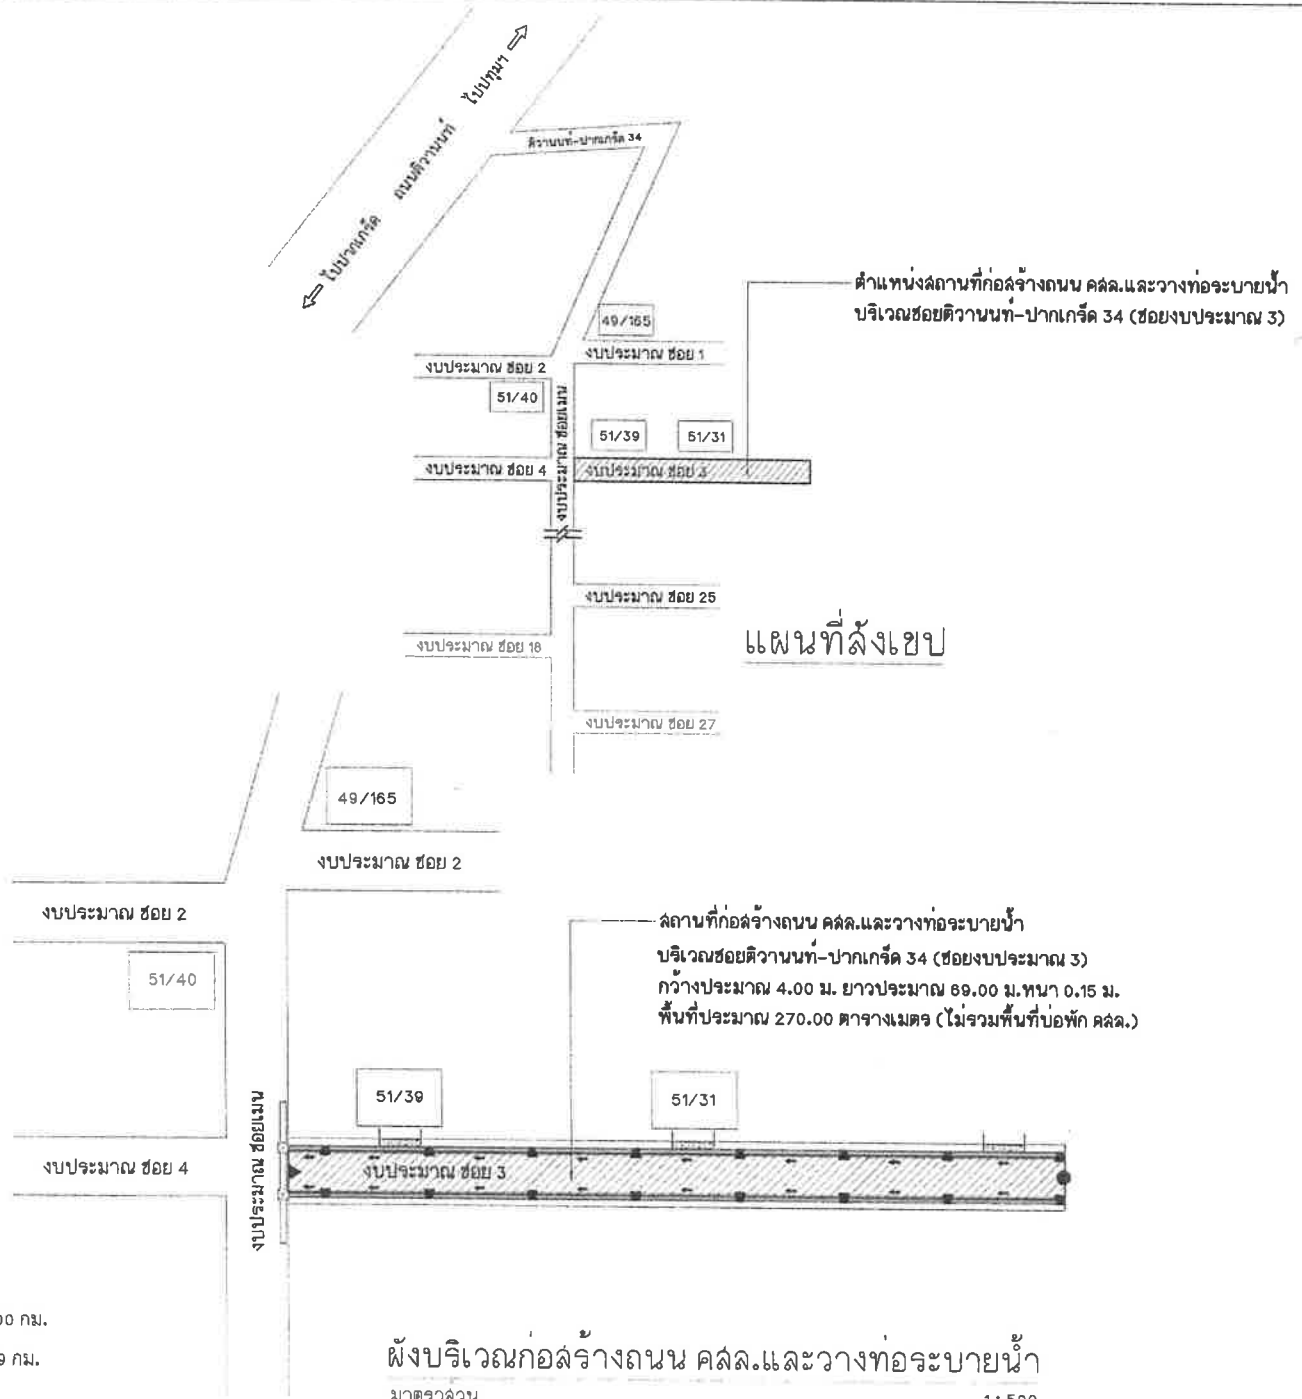 ไปปทุมฯ
ถนนติวานนท์
ไปปากเกร็ด
ติวานนท์-ปากเกร็ด 34
ตำแหน่งสถานที่ก่อสร้างถนน คสล.และวางท่อระบายน้ำ
บริเวณซอยติวานนท์-ปากเกร็ด 34 (ซอยงบประมาณ 3)
49/165
งบประมาณ ซอย 1
งบประมาณ ซอย 2
51/40
งบประมาณ ซอยเมน
51/39
51/31
งบประมาณ ซอย 4
งบประมาณ ซอย 3
งบประมาณ ซอย 25
งบประมาณ ซอย 18
แผนที่สังเขป
งบประมาณ ซอย 27
49/165
งบประมาณ ซอย 2
งบประมาณ ซอย 2
51/40
สถานที่ก่อสร้างถนน คสล.และวางท่อระบายน้ำ
บริเวณซอยติวานนท์-ปากเกร็ด 34 (ซอยงบประมาณ 3)
กว้างประมาณ 4.00 ม. ยาวประมาณ 69.00 ม.หนา 0.15 ม.
พื้นที่ประมาณ 270.00 ตารางเมตร (ไม่รวมพื้นที่บ่อพัก คสล.)
51/39
51/31
งบประมาณ ซอยเมน
งบประมาณ ซอย 4
งบประมาณ ซอย 3
00 กม.
9 กม.
ผังบริเวณก่อสร้างถนน คสล.และวางท่อระบายน้ำ
มาตราส่วน 1:500